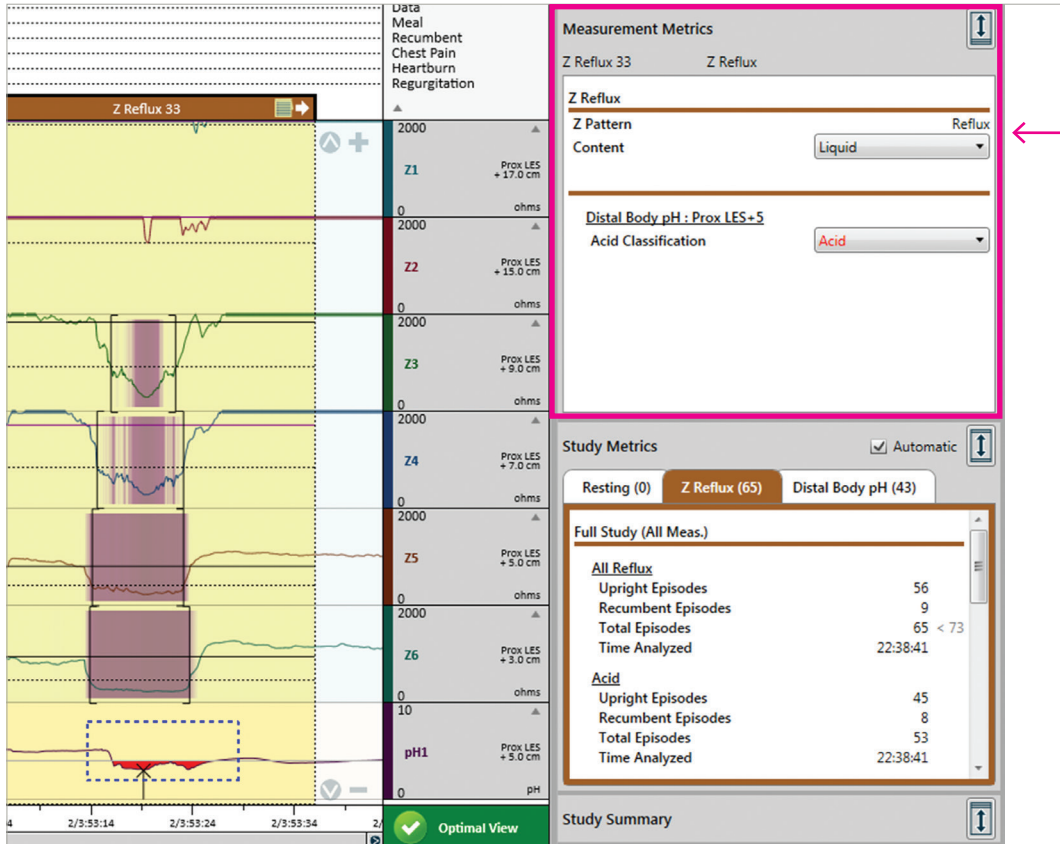 Data
Meal
Recumbent
Chest Pain
Heartburn
Regurgitation
Z Reflux 33
2000
Z1
Prox LES
+ 17.0 cm
0
ohms
2000
Z2
Prox LES
+ 15.0 cm
0
ohms
2000
Z3
Prox LES
+ 9.0 cm
0
ohms
2000
Z4
Prox LES
+ 7.0 cm
0
ohms
2000
Z5
Prox LES
+ 5.0 cm
0
ohms
2000
Z6
Prox LES
+ 3.0 cm
0
ohms
10
pH1
Prox LES
+ 5.0 cm
0
pH
4 2/3:53:14 2/3:53:24 2/3:53:34 2/
Optimal View
Measurement Metrics
Z Reflux 33 Z Reflux
Z Reflux
Z Pattern Reflux
Content Liquid
Distal Body pH : Prox LES+5
Acid Classification Acid
Study Metrics Automatic
Resting (0) Z Reflux (65) Distal Body pH (43)
Full Study (All Meas.)
All Reflux
Upright Episodes 56
Recumbent Episodes 9
Total Episodes 65 < 73
Time Analyzed 22:38:41
Acid
Upright Episodes 45
Recumbent Episodes 8
Total Episodes 53
Time Analyzed 22:38:41
Study Summary